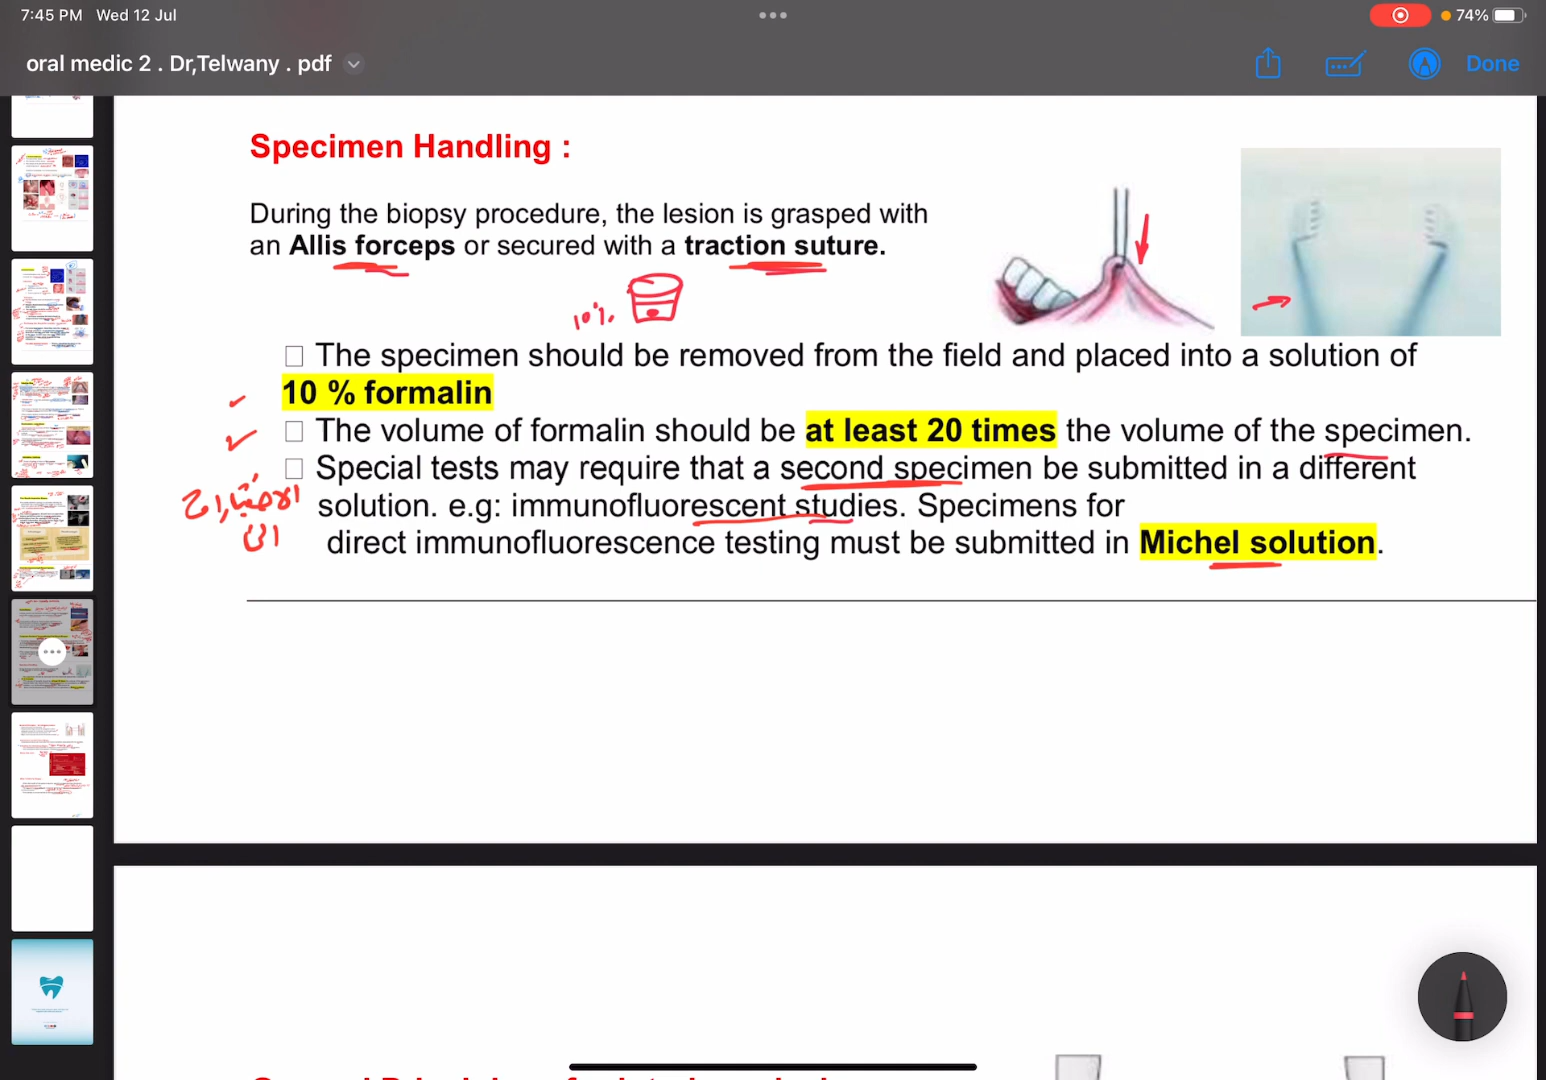 7:45 PM Wed 12 Jul
74%
oral medic 2 . Dr,Telwany . pdf
Done
Specimen Handling :
During the biopsy procedure, the lesion is grasped with
an Allis forceps or secured with a traction suture.
10%
The specimen should be removed from the field and placed into a solution of
10 % formalin
The volume of formalin should be at least 20 times the volume of the specimen.
Special tests may require that a second specimen be submitted in a different
solution. e.g: immunofluorescent studies. Specimens for
direct immunofluorescence testing must be submitted in Michel solution.